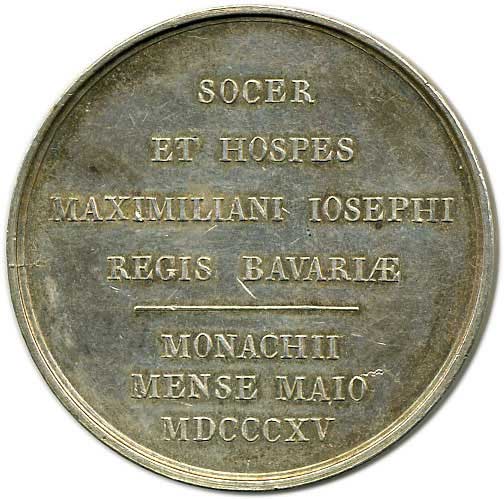 SOCER
ET HOSPES
MAXIMILIANI IOSEPHI
REGIS BAVARIÆ
MONACHII
MENSE MAIO
MDCCCXV